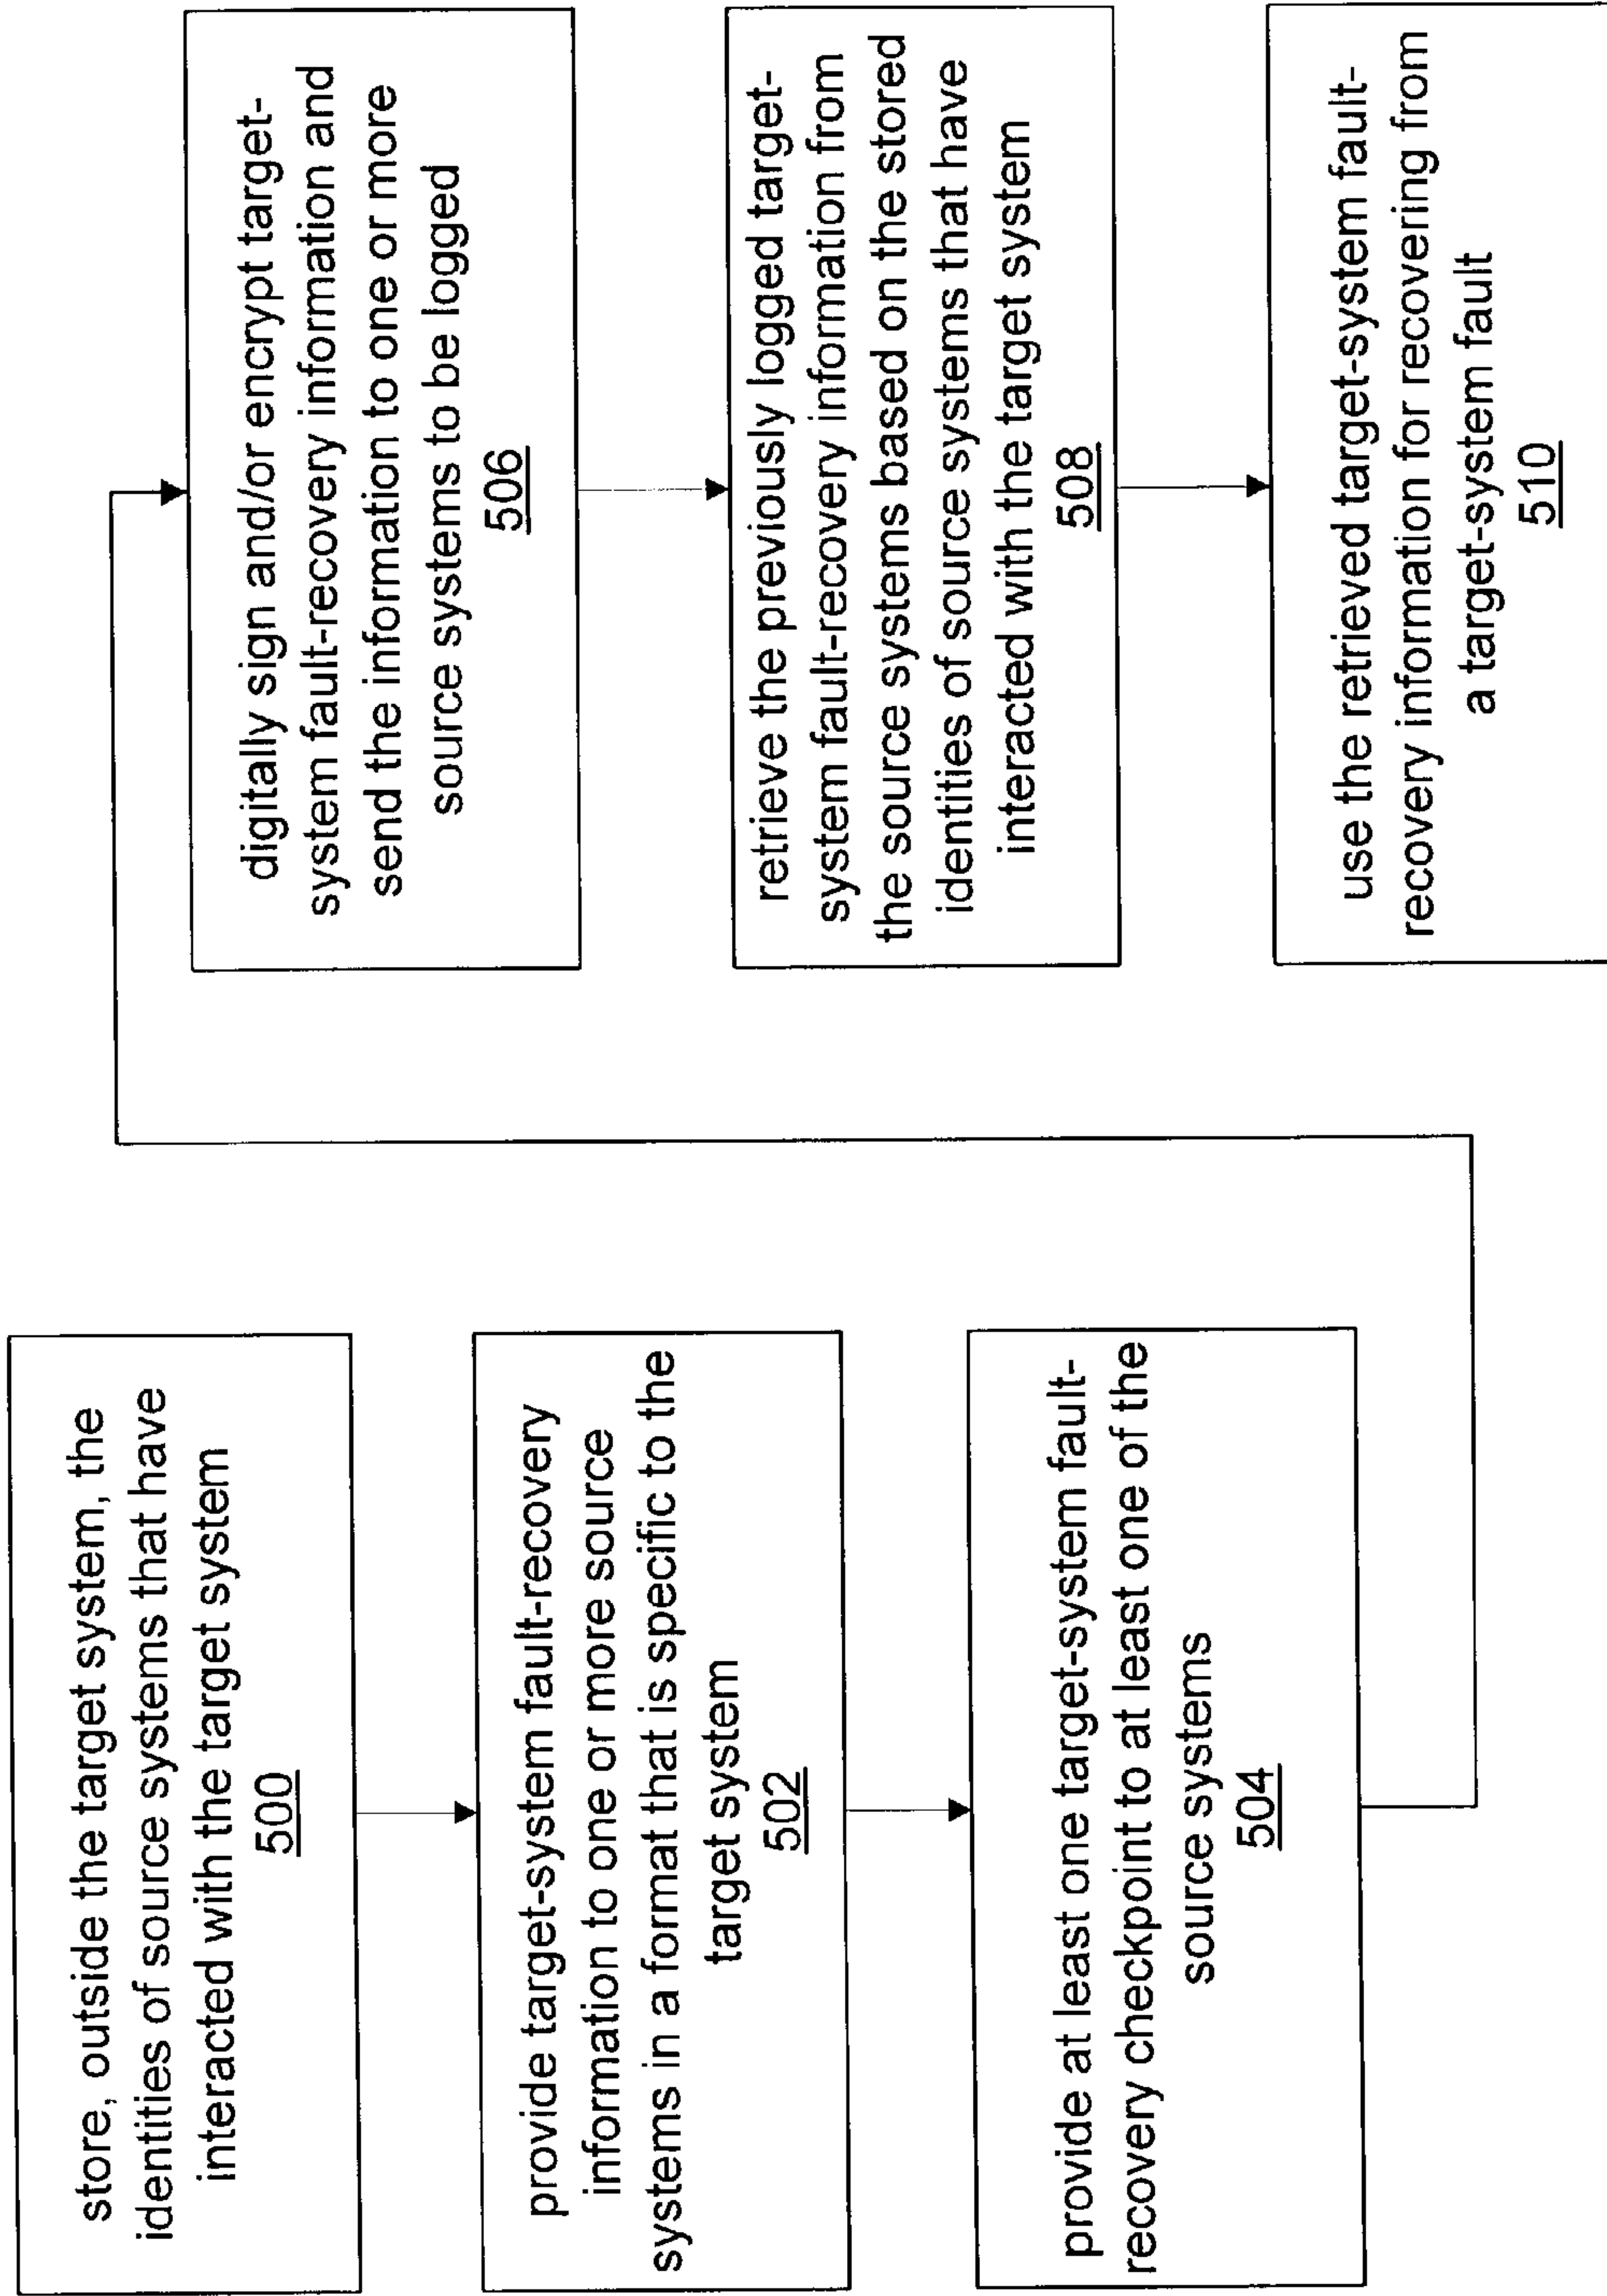 store, outside the target system, the
identities of source systems that have
interacted with the target system
500
provide target-system fault-recovery
information to one or more source
systems in a format that is specific to the
target system
502
provide at least one target-system fault-
recovery checkpoint to at least one of the
source systems
504
digitally sign and/or encrypt target-
system fault-recovery information and
send the information to one or more
source systems to be logged
506
retrieve the previously logged target-
system fault-recovery information from
the source systems based on the stored
identities of source systems that have
interacted with the target system
508
use the retrieved target-system fault-
recovery information for recovering from
a target-system fault
510